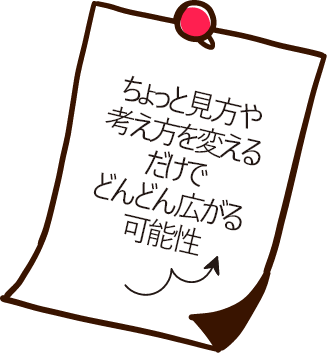 ちょっと見方や
考え方を変える
だけで
どんどん広がる
可能性